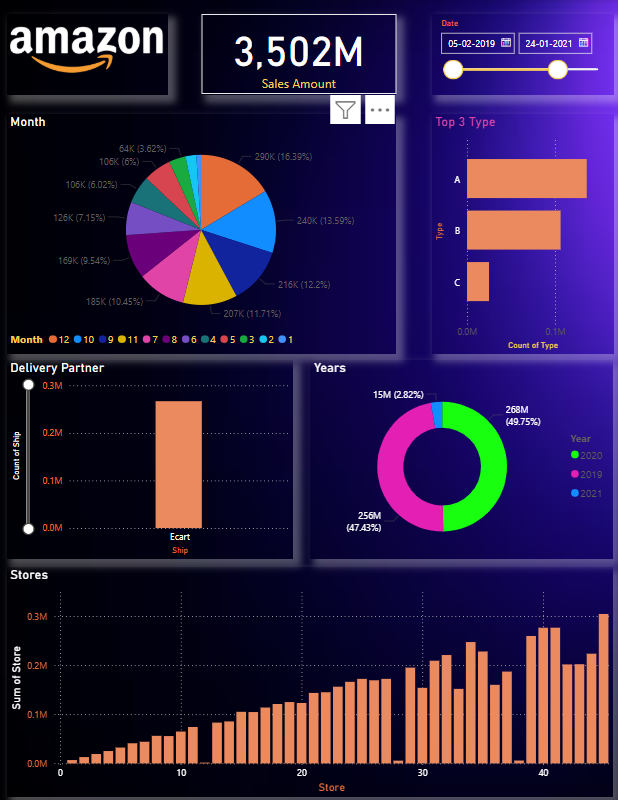 amazon
3,502M
Sales Amount
Date
05-02-2019
24-01-2021
Month
290K (16.39%)
240K (13.59%)
216K (12.2%)
207K (11.71%)
185K (10.45%)
169K (9.54%)
126K (7.15%)
106K (6.02%)
106K (6%)
64K (3.62%)
Month 12 10 9 11 7 8 6 4 5 3 2 1
Top 3 Type
Type
A
B
C
0.0M 0.1M
Count of Type
Delivery Partner
Count of Ship
0.3M
0.2M
0.1M
0.0M
Ecart
Ship
Years
15M (2.82%)
268M
(49.75%)
256M
(47.43%)
Year
2020
2019
2021
Stores
Sum of Store
0.3M
0.2M
0.1M
0.0M
0 10 20 30 40
Store